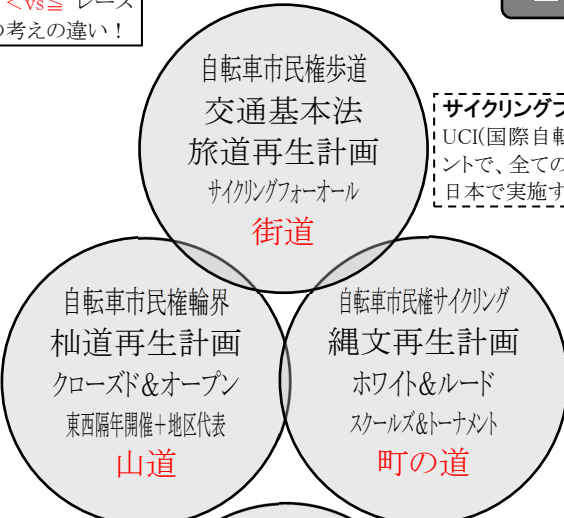 <vs≦ レース
の考えの違い！
自転車市民権歩道
交通基本法
旅道再生計画
サイクリングフォーオール
街道
サイクリングフ
UCI(国際自転
ントで、全ての
日本で実施す
自転車市民権輪界
杣道再生計画
クローズド&オープン
東西隔年開催+地区代表
山道
自転車市民権サイクリング
縄文再生計画
ホワイト&ルード
スクールズ&トーナメント
町の道